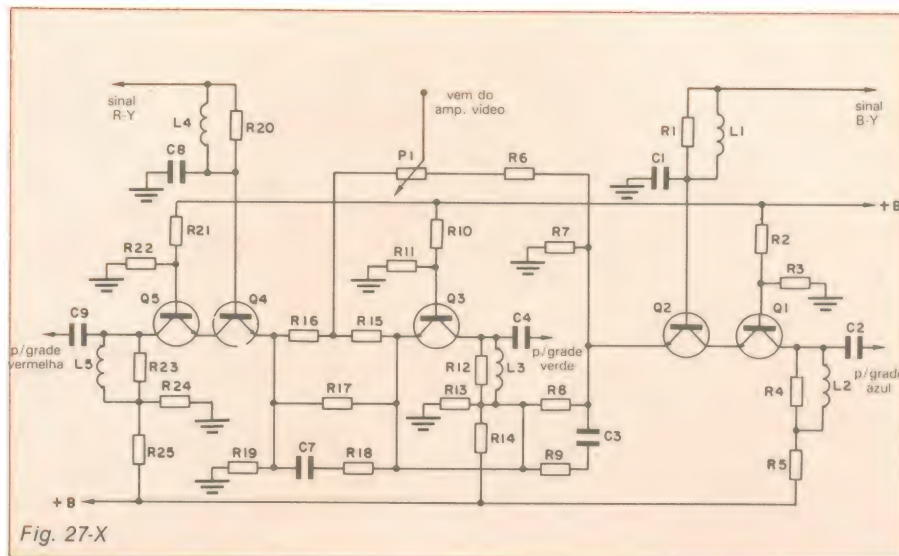 sinal
R-Y
L4
R20
C8
vem do
amp. vídeo
P1
R6
R1
L1
C1
sinal
B-Y
+B
R21
R22
R10
R11
R7
R2
R3
Q5
Q4
Q3
Q2
Q1
C9
p/grade
vermelha
L5
R23
R24
R25
R16
R15
R17
R19
C7
R18
C4
p/grade
verde
R12
L3
R13
R14
R8
C3
R9
C2
p/grade
azul
R4
L2
R5
+B
Fig. 27-X